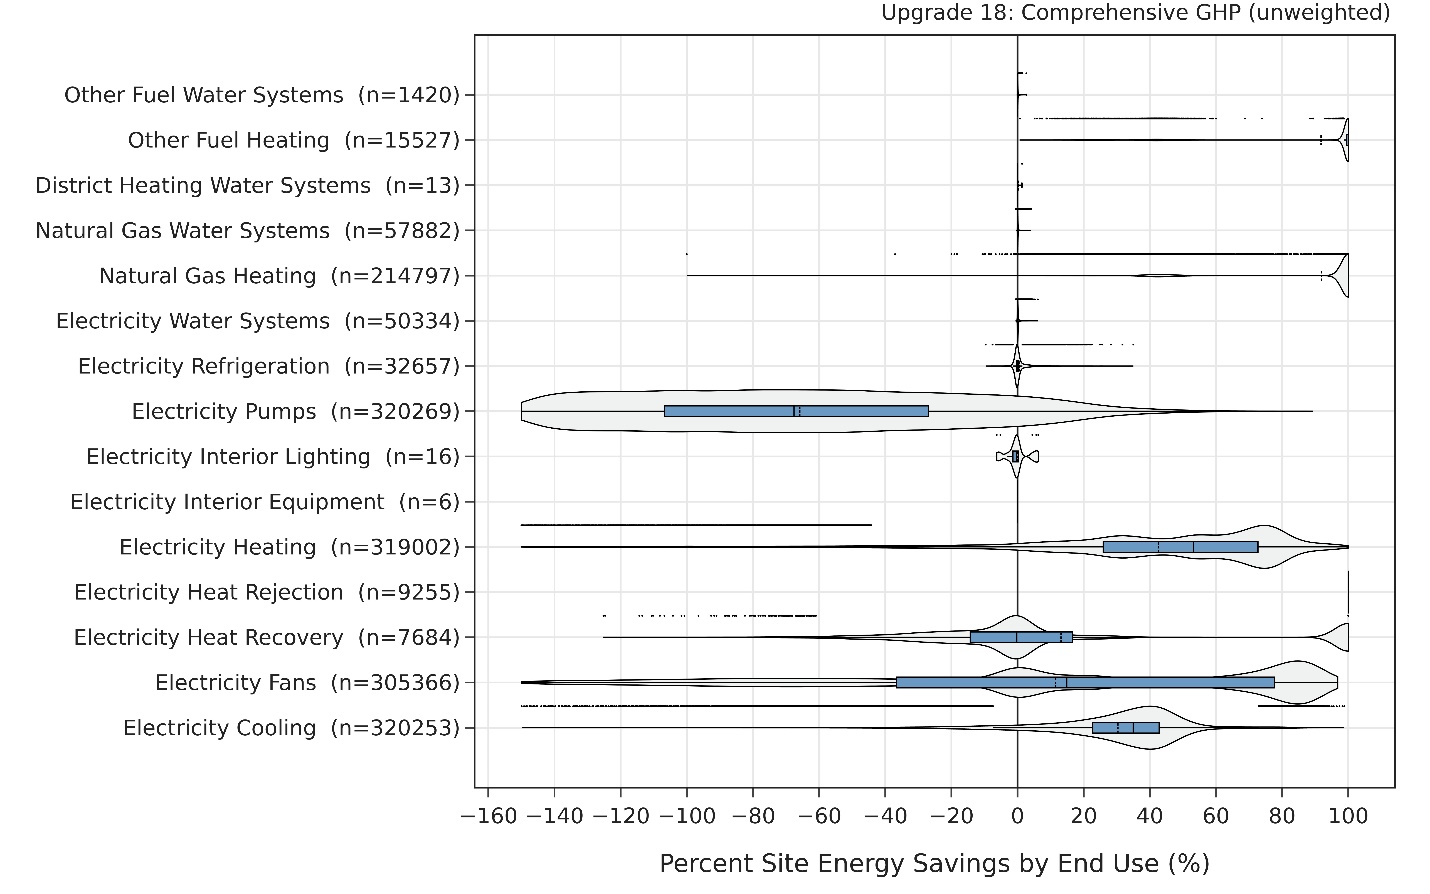 Upgrade 18: Comprehensive GHP (unweighted)
Other Fuel Water Systems (n=1420)
Other Fuel Heating (n=15527)
District Heating Water Systems (n=13)
Natural Gas Water Systems (n=57882)
Natural Gas Heating (n=214797)
Electricity Water Systems (n=50334)
Electricity Refrigeration (n=32657)
Electricity Pumps (n=320269)
Electricity Interior Lighting (n=16)
Electricity Interior Equipment (n=6)
Electricity Heating (n=319002)
Electricity Heat Rejection (n=9255)
Electricity Heat Recovery (n=7684)
Electricity Fans (n=305366)
Electricity Cooling (n=320253)
−160 −140 −120 −100 −80 −60 −40 −20 0 20 40 60 80 100
Percent Site Energy Savings by End Use (%)